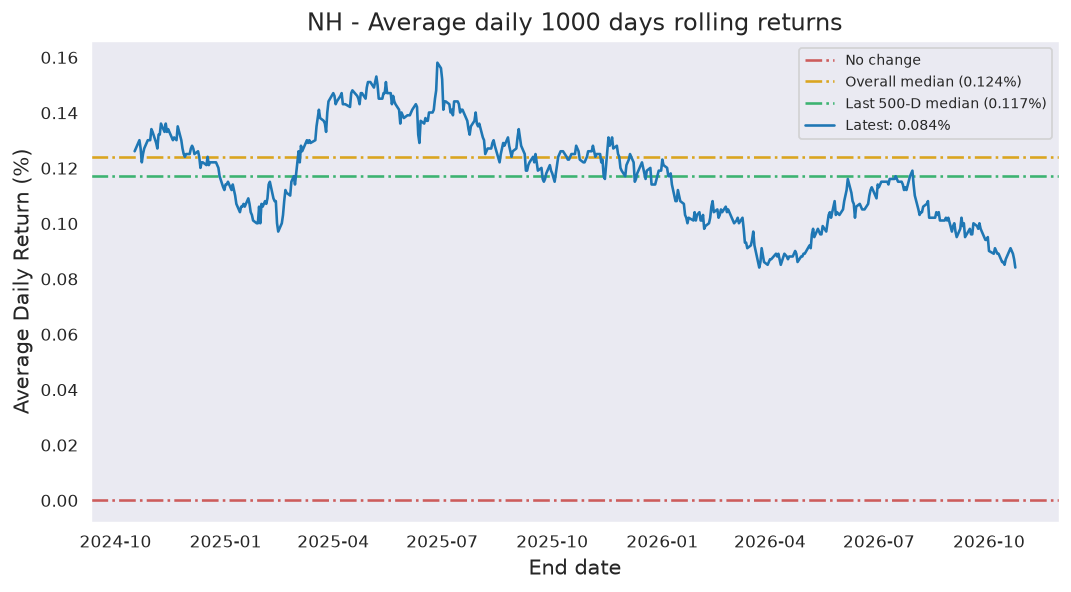 NH - Average daily 1000 days rolling returns
Average Daily Return (%)
0.16
0.14
0.12
0.10
0.08
0.06
0.04
0.02
0.00
No change
Overall median (0.124%)
Last 500-D median (0.117%)
Latest: 0.084%
2024-10
2025-01
2025-04
2025-07
2025-10
2026-01
2026-04
2026-07
2026-10
End date